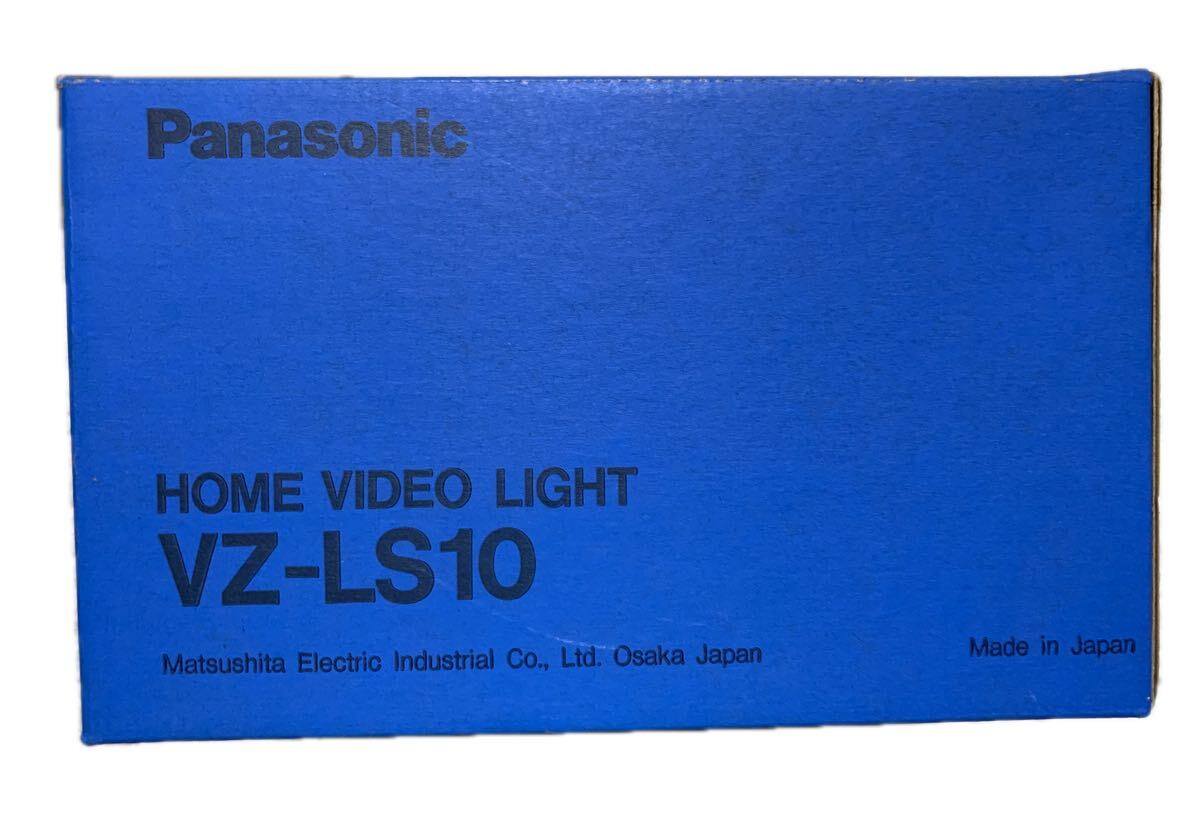 Panasonic
HOME VIDEO LIGHT
VZ-LS10
Matsushita Electric Industrial Co., Ltd. Osaka Japan
Made in Japan